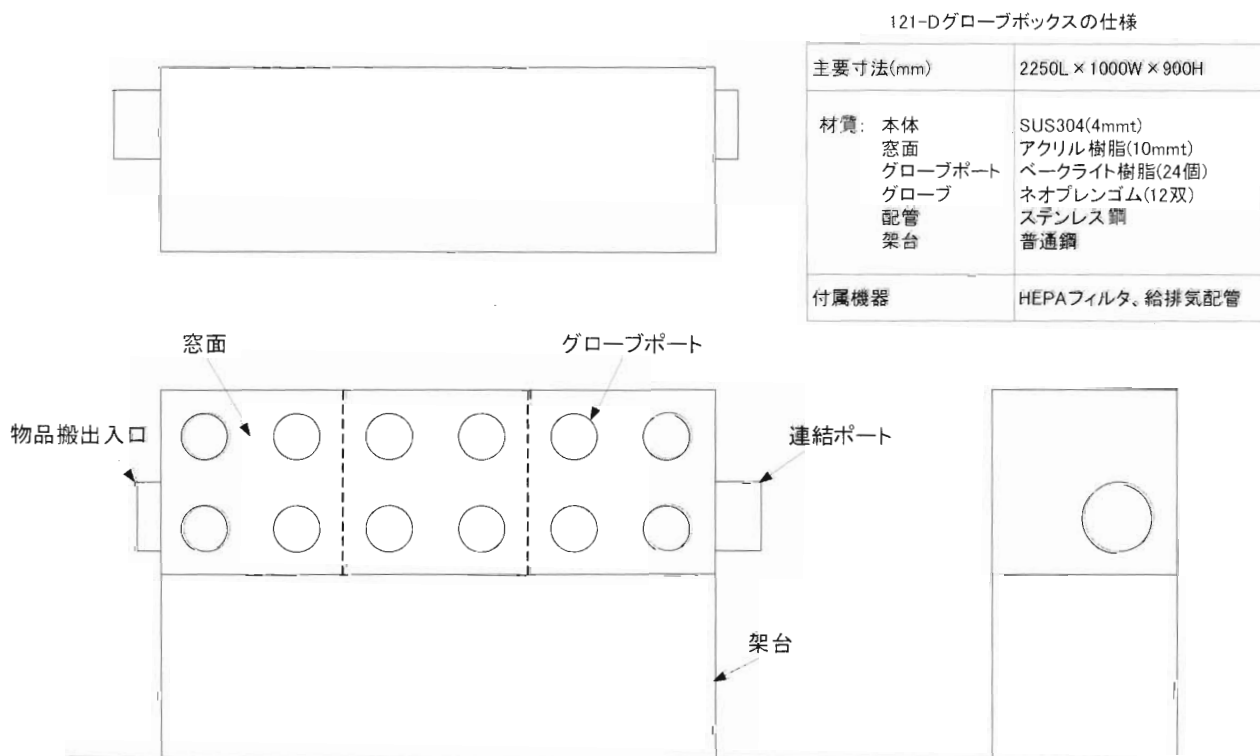 121-Dグローブボックスの仕様
主要寸法(mm) 2250L×1000W×900H
材質: 本体 SUS304(4mmt)
窓面 アクリル樹脂(10mmt)
グローブポート ベークライト樹脂(24個)
グローブ ネオプレンゴム(12双)
配管 ステンレス鋼
架台 普通鋼
付属機器 HEPAフィルタ、給排気配管
窓面
グローブポート
物品搬出入口
連結ポート
架台